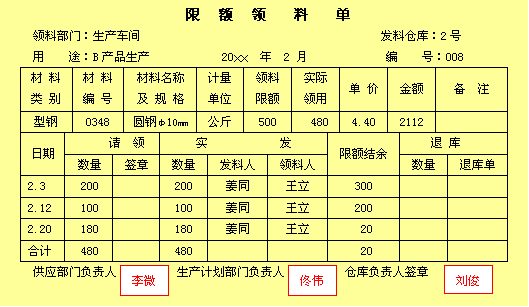 限 额 领 料 单
领料部门：生产车间 发料仓库：2号
用 途：B产品生产 20xx 年 2 月 编 号：008
材 料 类 别 材 料 编 号 材料名称及 规 格 计量单位 领料限额 实际领用 单 价 金额 备 注
型钢 0348 圆钢φ10mm 公斤 500 480 4.40 2112
日期 请 领 实 发 限额结余 退 库
数量 签章 数量 发料人 领料人 数量 退库单
2.3 200 200 姜同 王立 300
2.12 100 100 姜同 王立 200
2.20 180 180 姜同 王立 20
合计 480 480 20
供应部门负责人 李微 生产计划部门负责人 佟伟 仓库负责人签章 刘俊